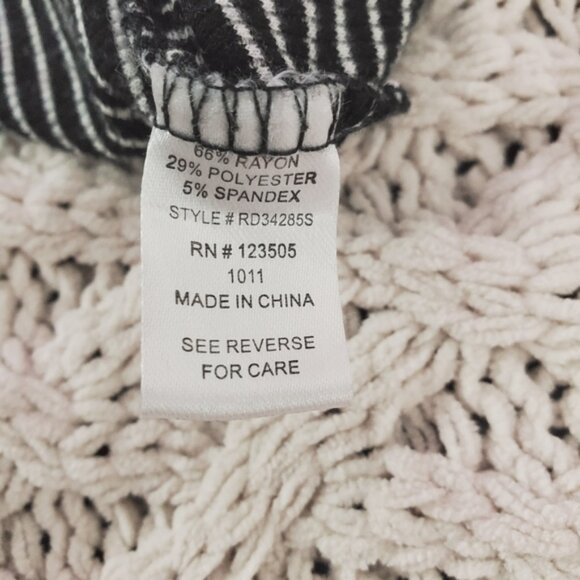 66% RAYON
29% POLYESTER
5% SPANDEX
STYLE # RD34285S
RN # 123505
1011
MADE IN CHINA
SEE REVERSE
FOR CARE